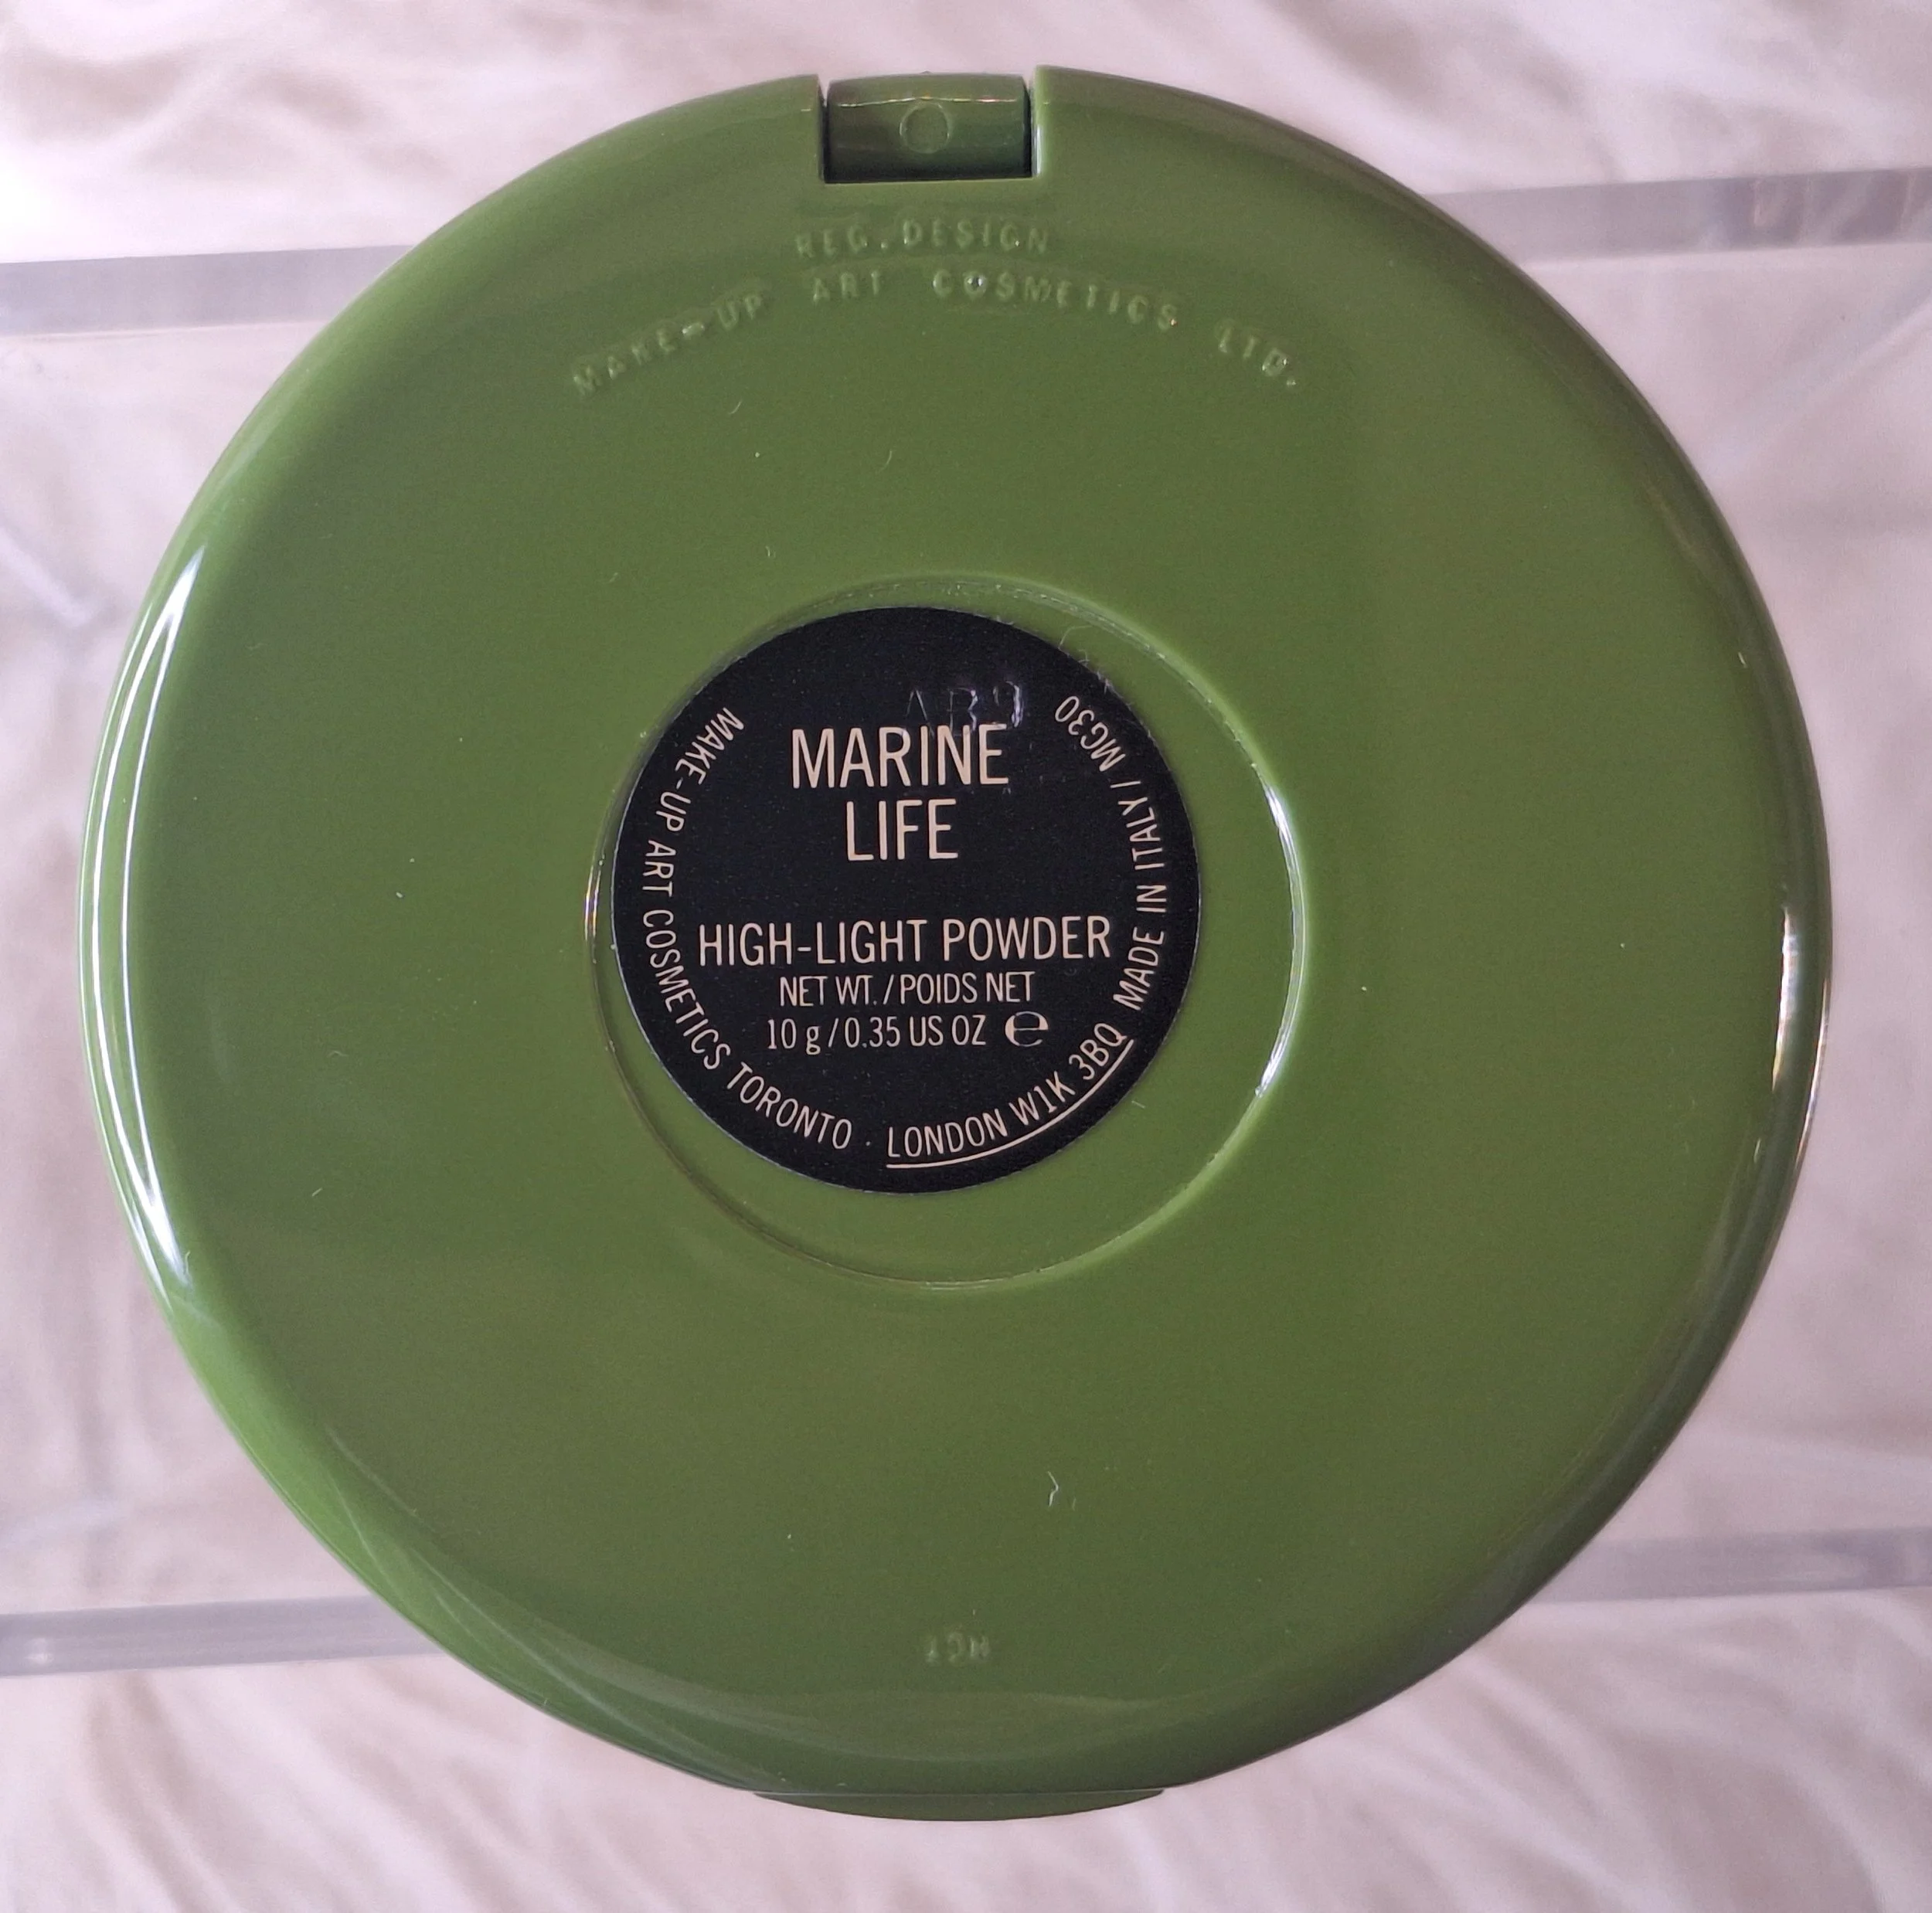 REG. DESIGN
MAKE-UP ART COSMETICS LTD.
AB9
MARINE
LIFE
HIGH-LIGHT POWDER
NET WT. / POIDS NET
10 g / 0.35 US OZ ℮
MAKE-UP ART COSMETICS TORONTO · LONDON W1K 3BQ MADE IN ITALY / MG30